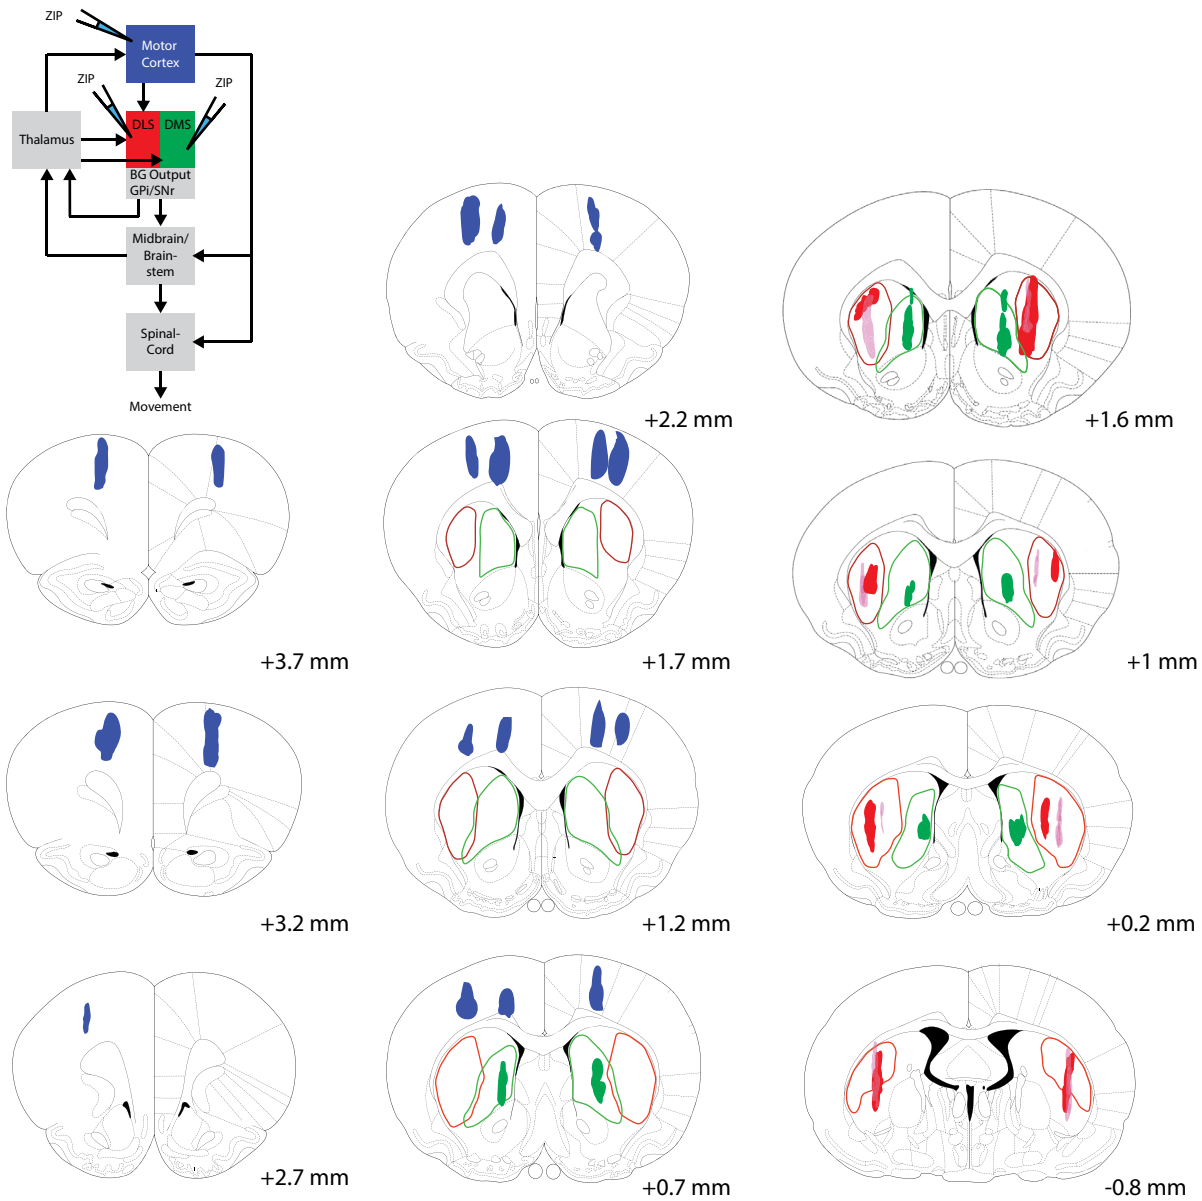 ZIP
Motor
Cortex
ZIP
ZIP
DLS DMS
Thalamus
BG Output
GPi/SNr
Midbrain/
Brain-
stem
Spinal-
Cord
Movement
+2.2 mm
+1.6 mm
+3.7 mm
+1.7 mm
+1 mm
+3.2 mm
+1.2 mm
+0.2 mm
+2.7 mm
+0.7 mm
-0.8 mm